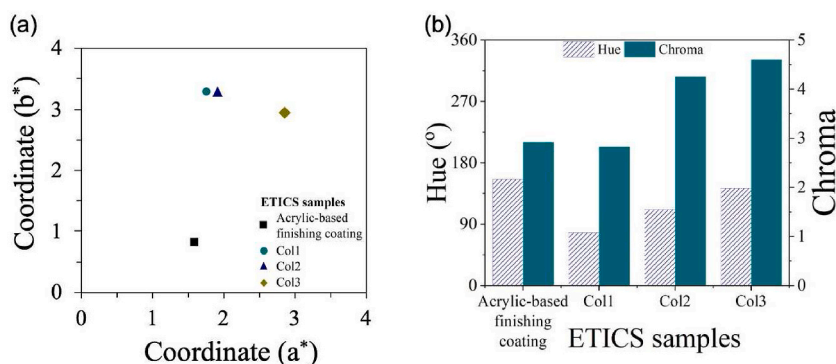 (a)
4
3
2
1
0
Coordinate (b*)
ETICS samples
Acrylic-based
finishing coating
Col1
Col2
Col3
0 1 2 3 4
Coordinate (a*)
(b)
360
270
180
90
0
Hue (º)
Hue Chroma
5
4
3
2
1
0
Chroma
Acrylic-based Col1 Col2 Col3
finishing
coating
ETICS samples